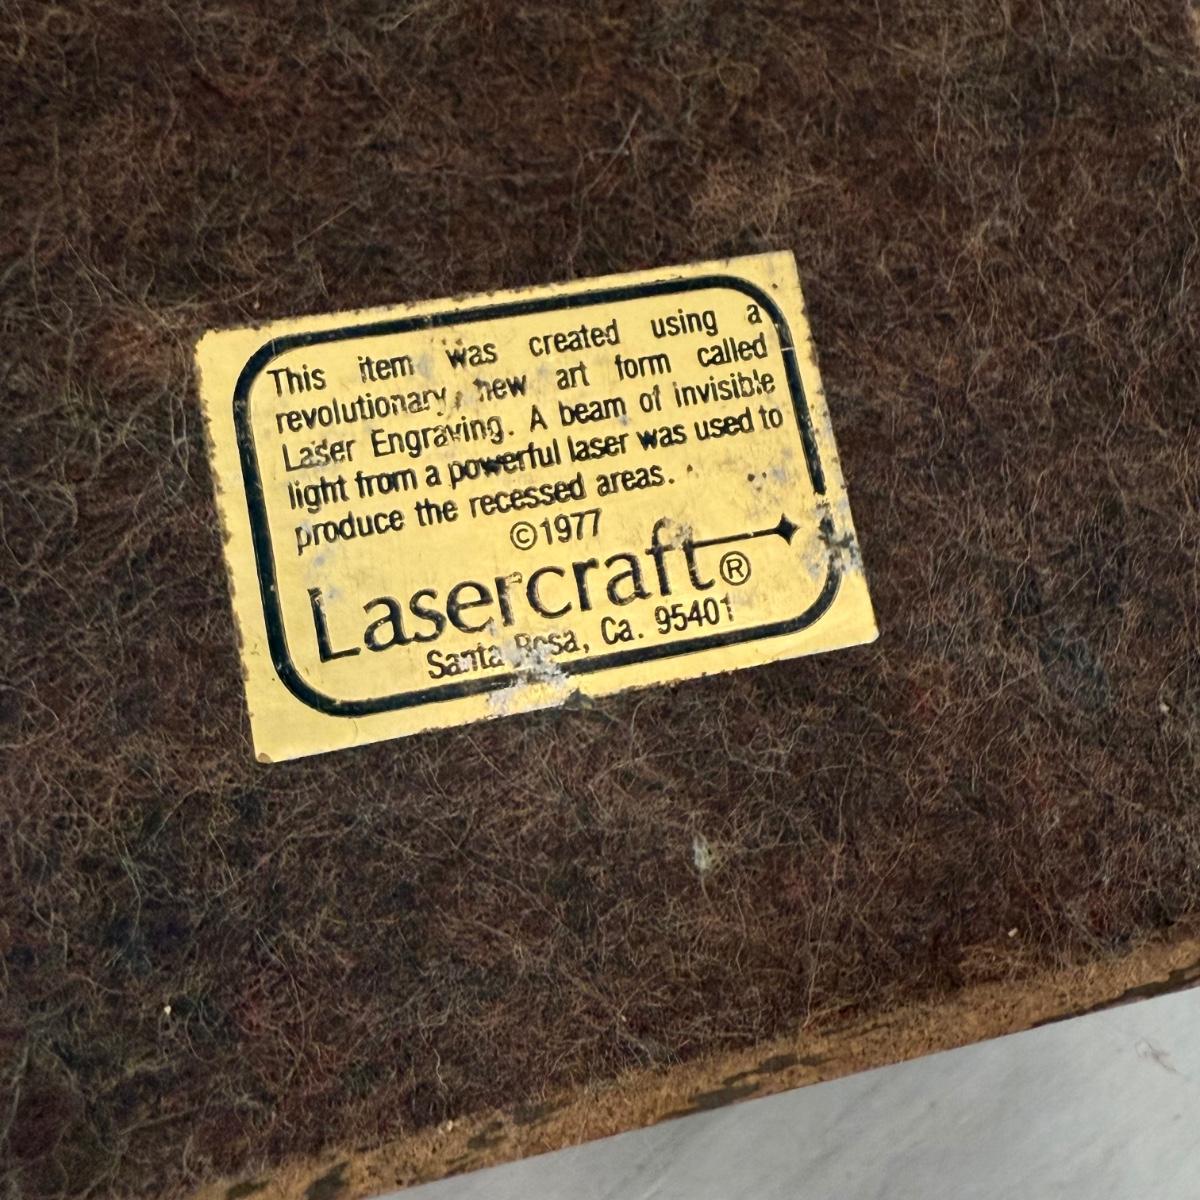 This item was created using a
revolutionary new art form called
Laser Engraving. A beam of invisible
light from a powerful laser was used to
produce the recessed areas.
©1977
Lasercraft®
Santa Rosa, Ca. 95401